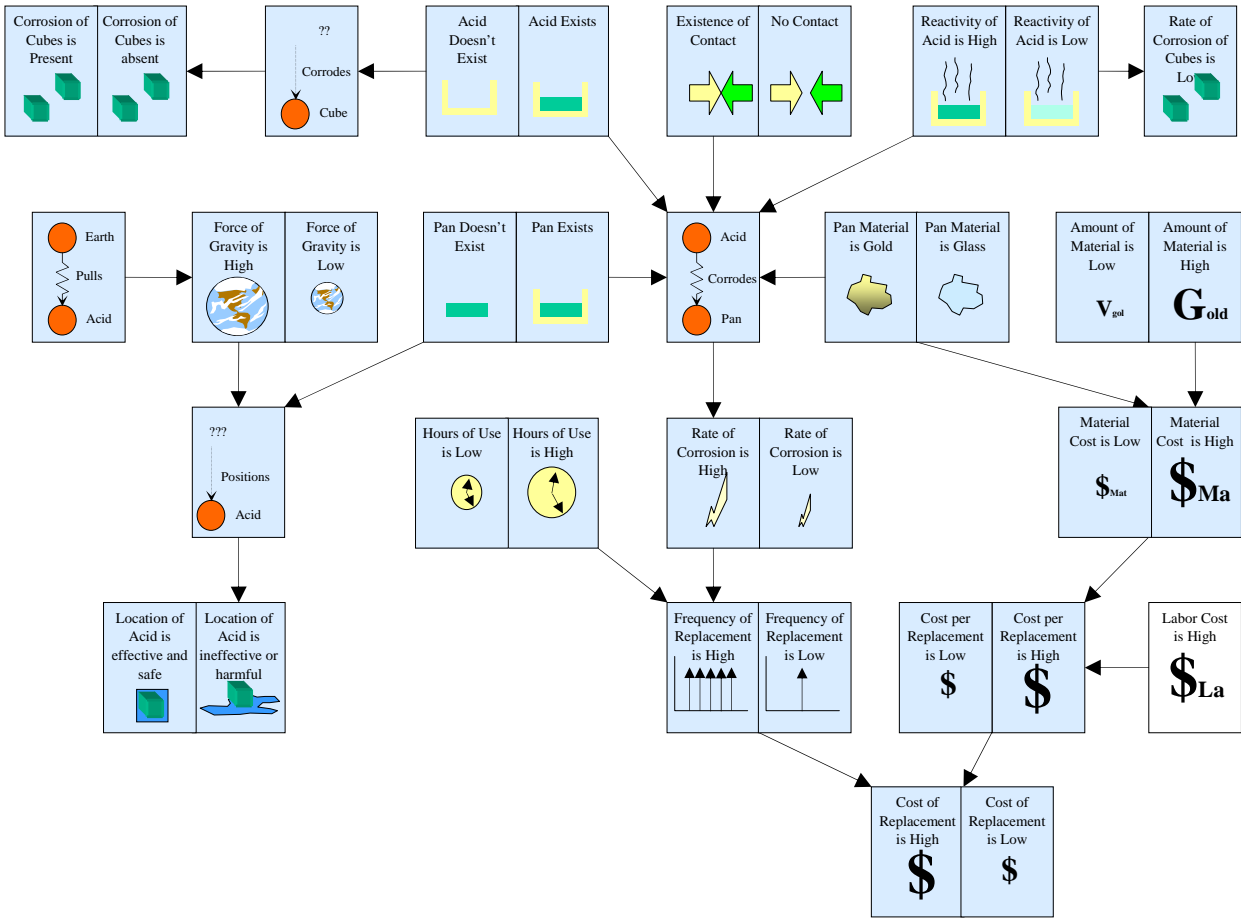 Corrosion of
Cubes is
Present
Corrosion of
Cubes is
absent
??
Corrodes
Cube
Acid
Doesn't
Exist
Acid Exists
Existence of
Contact
No Contact
Reactivity of
Acid is High
Reactivity of
Acid is Low
Rate of
Corrosion of
Cubes is
Low
Earth
Pulls
Acid
Force of
Gravity is
High
Force of
Gravity is
Low
Pan Doesn't
Exist
Pan Exists
Acid
Corrodes
Pan
Pan Material
is Gold
Pan Material
is Glass
Amount of
Material is
Low
V gol
Amount of
Material is
High
Gold
???
Positions
Acid
Hours of Use
is Low
Hours of Use
is High
Rate of
Corrosion is
High
Rate of
Corrosion is
Low
Material
Cost is Low
$Mat
Material
Cost is High
$Ma
Location of
Acid is
effective and
safe
Location of
Acid is
ineffective or
harmful
Frequency of
Replacement
is High
Frequency of
Replacement
is Low
Cost per
Replacement
is Low
$
Cost per
Replacement
is High
$
Labor Cost
is High
$La
Cost of
Replacement
is High
$
Cost of
Replacement
is Low
$